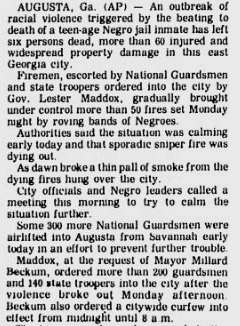 AUGUSTA, Ga. (AP) — An outbreak of
racial violence triggered by the beating to
death of a teen-age Negro jail inmate has left
six persons dead, more than 60 injured and
widespread property damage in this east
Georgia city.
Firemen, escorted by National Guardsmen
and state troopers ordered into the city by
Gov. Lester Maddox, gradually brought
under control more than 50 fires set Monday
night by roving bands of Negroes.
Authorities said the situation was calming
early today and that sporadic sniper fire was
dying out.
As dawn broke a thin pall of smoke from the
dying fires hung over the city.
City officials and Negro leaders called a
meeting this morning to try to calm the
situation further.
Some 300 more National Guardsmen were
airlifted into Augusta from Savannah early
today in an effort to prevent further trouble.
Maddox, at the request of Mayor Millard
Beckum, ordered more than 200 guardsmen
and 140 state troopers into the city after the
violence broke out Monday afternoon.
Beckum also ordered a citywide curfew into
effect from midnight until 8 a.m.